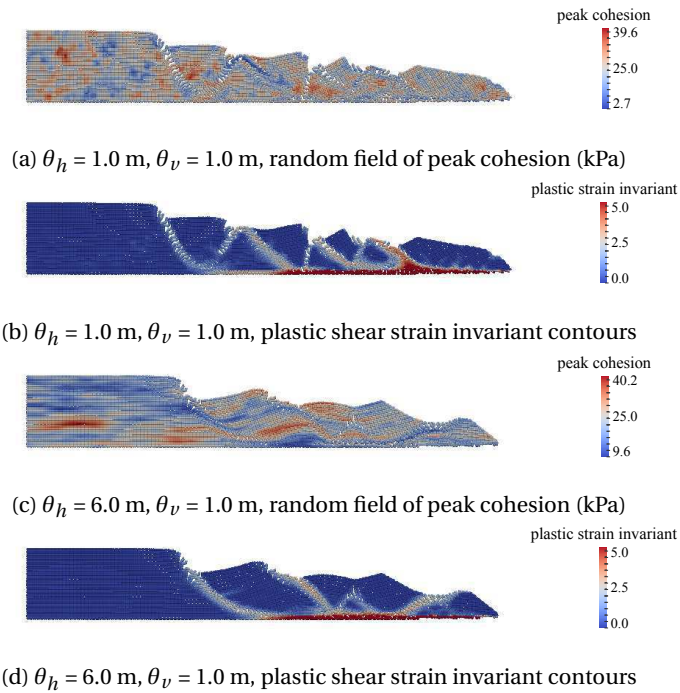 peak cohesion
39.6
25.0
2.7
(a) θh = 1.0 m, θv = 1.0 m, random field of peak cohesion (kPa)
plastic strain invariant
5.0
2.5
0.0
(b) θh = 1.0 m, θv = 1.0 m, plastic shear strain invariant contours
peak cohesion
40.2
25.0
9.6
(c) θh = 6.0 m, θv = 1.0 m, random field of peak cohesion (kPa)
plastic strain invariant
5.0
2.5
0.0
(d) θh = 6.0 m, θv = 1.0 m, plastic shear strain invariant contours